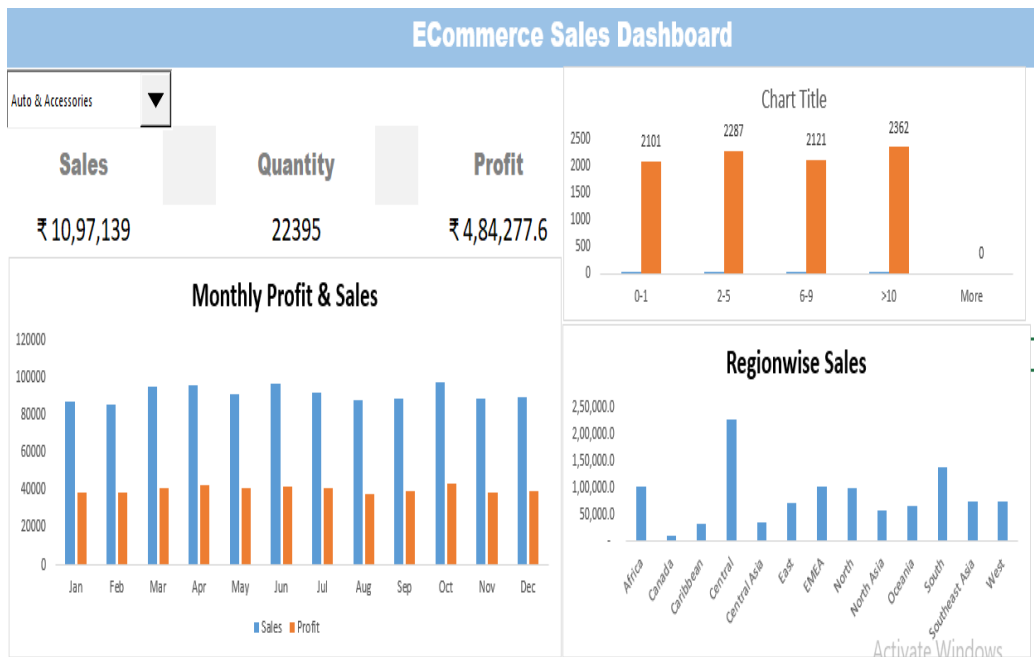 ECommerce Sales Dashboard
Auto & Accessories
Sales Quantity Profit
₹ 10,97,139 22395 ₹ 4,84,277.6
Chart Title
2500
2000
1500
1000
500
0
2101 2287 2121 2362 0
0-1 2-5 6-9 >10 More
Monthly Profit & Sales
120000
100000
80000
60000
40000
20000
0
Jan Feb Mar Apr May Jun Jul Aug Sep Oct Nov Dec
Sales Profit
Regionwise Sales
2,50,000.0
2,00,000.0
1,50,000.0
1,00,000.0
50,000.0
-
Africa
Canada
Caribbean
Central
Central Asia
East
EMEA
North
North Asia
Oceania
South
Southeast Asia
West
Activate Windows